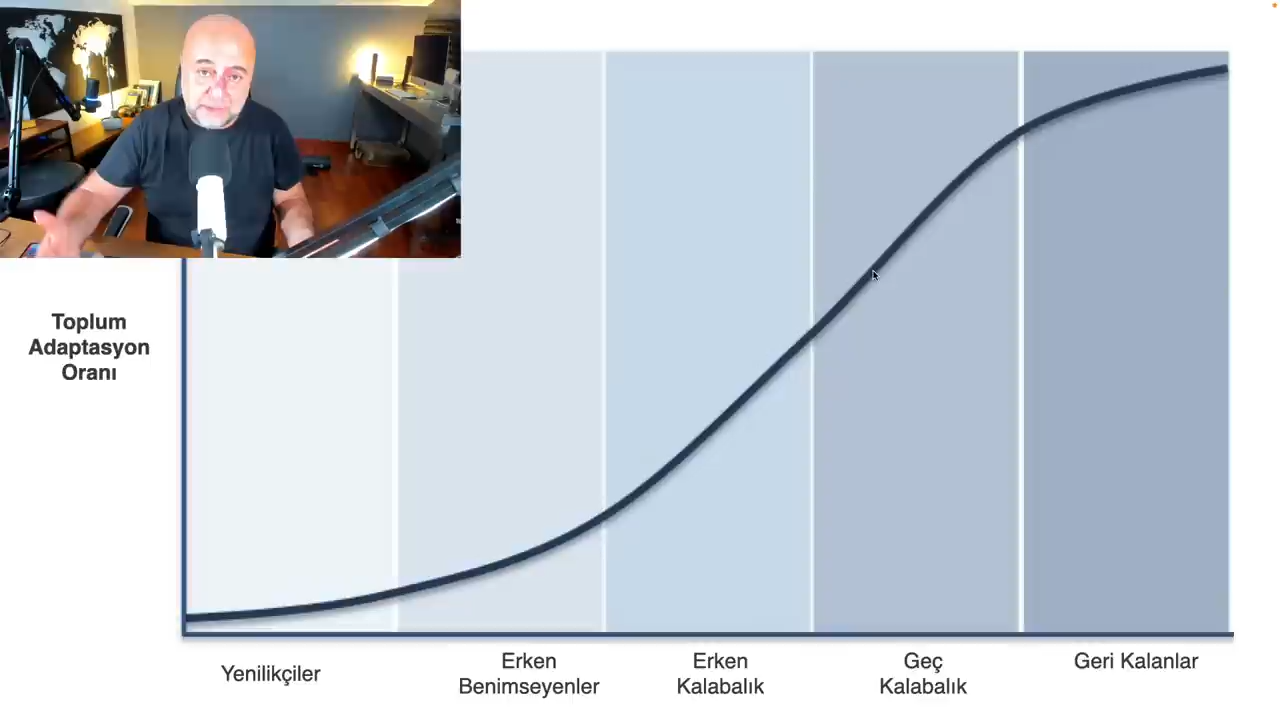 Toplum
Adaptasyon
Oranı
Yenilikçiler
Erken
Benimseyenler
Erken
Kalabalık
Geç
Kalabalık
Geri Kalanlar